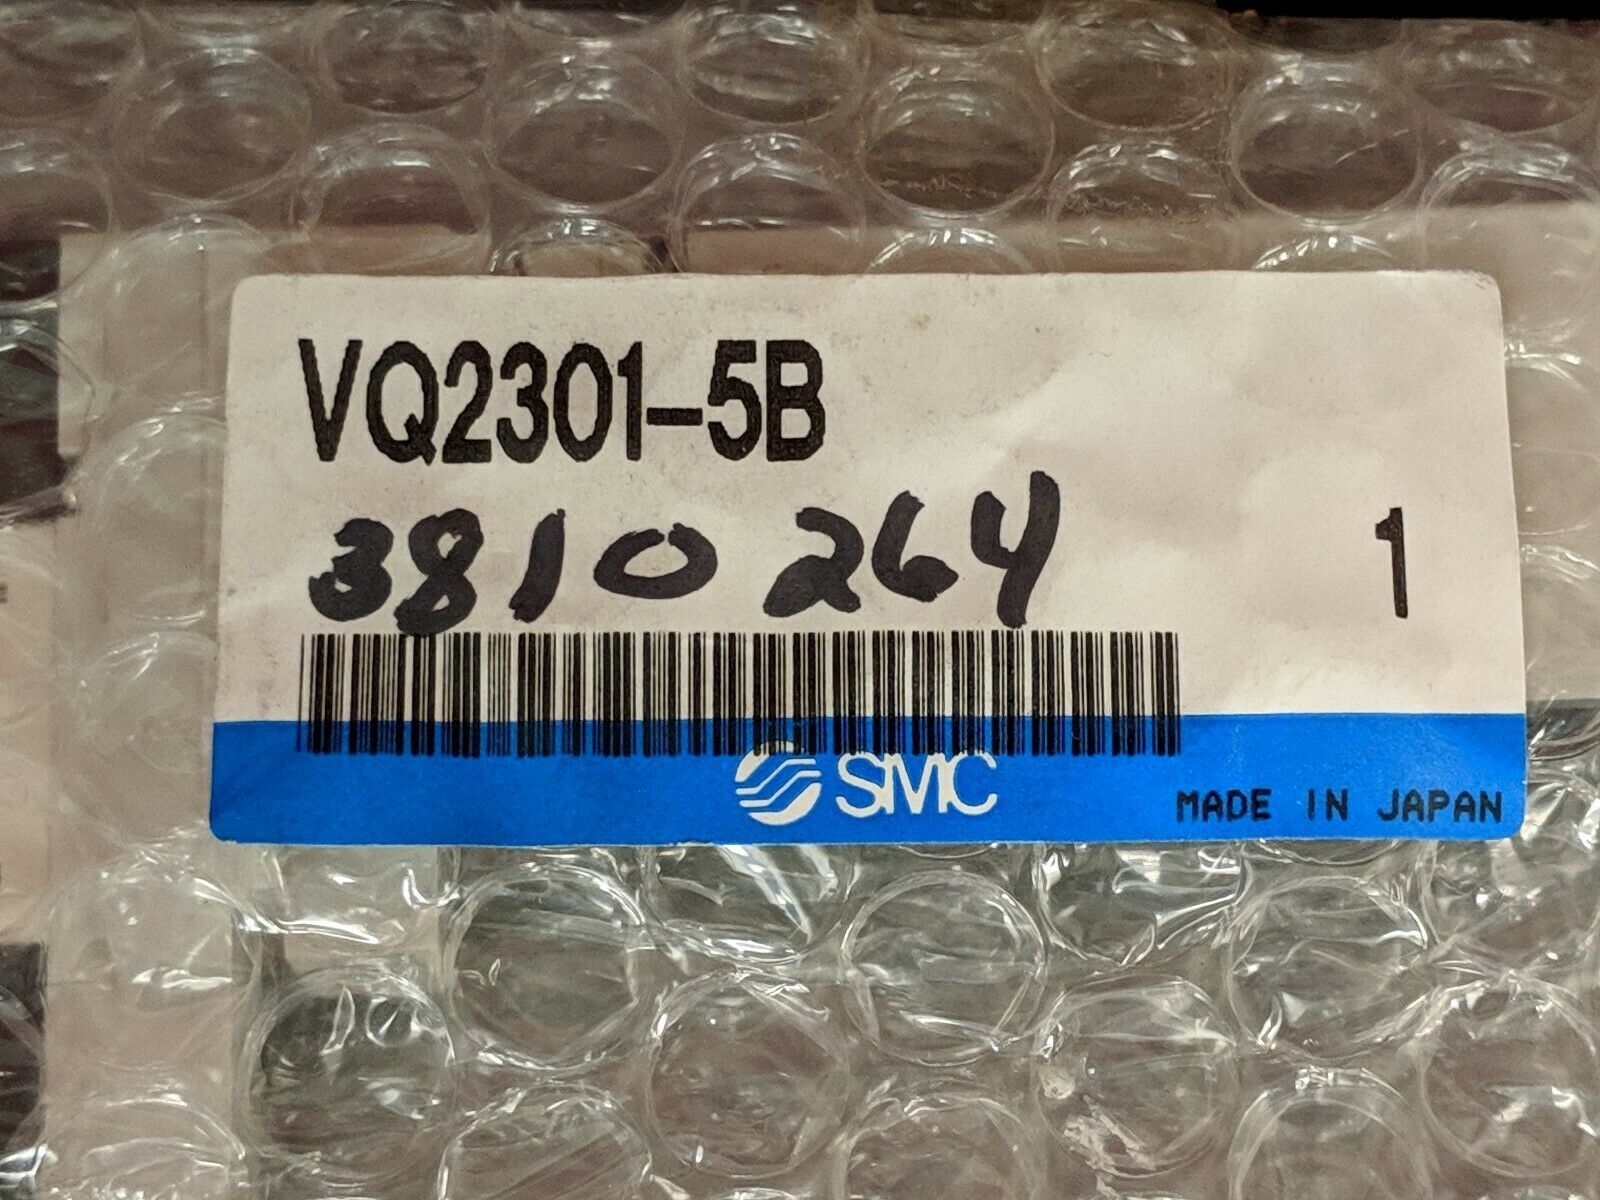 VQ2301-5B
3810264
1
SMC
MADE IN JAPAN